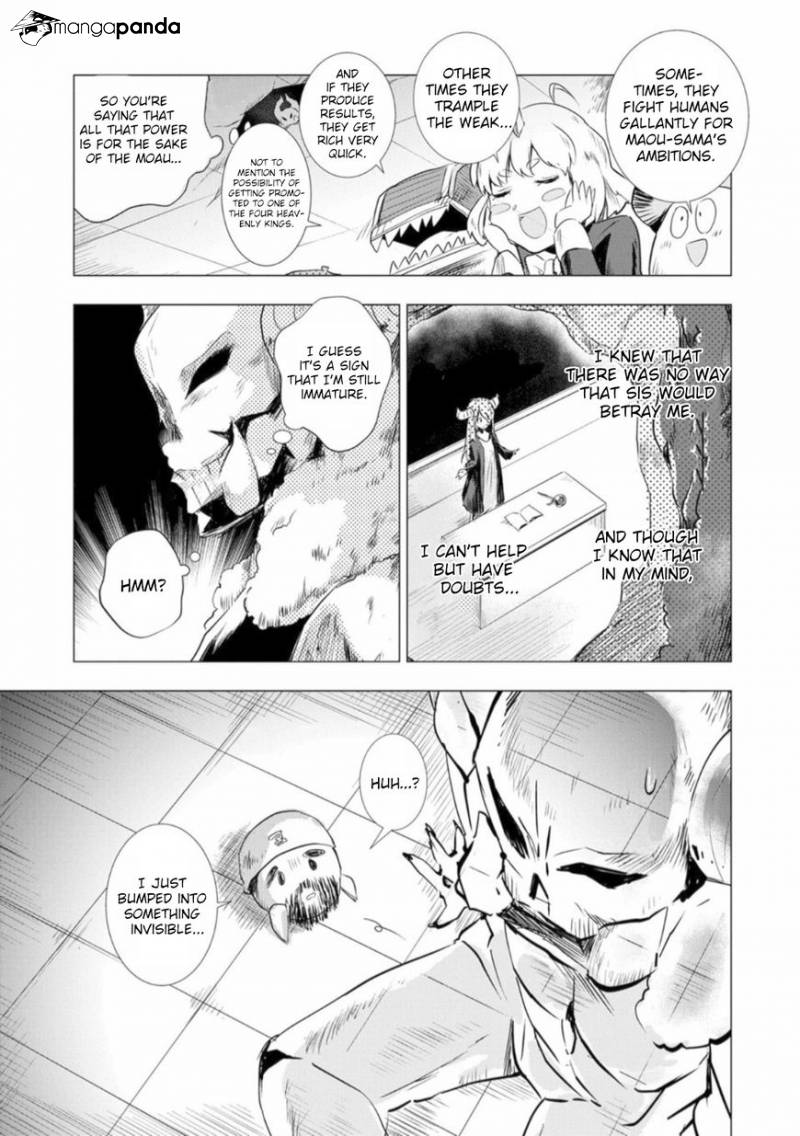 mangapanda
SOME-
TIMES, THEY
FIGHT HUMANS
GALLANTLY FOR
MAOU-SAMA'S
AMBITIONS.
OTHER
TIMES THEY
TRAMPLE
THE WEAK...
AND
IF THEY
PRODUCE
RESULTS,
THEY GET
RICH VERY
QUICK.
NOT TO
MENTION THE
POSSIBILITY OF
GETTING PROMO-
TED TO ONE OF
THE FOUR HEAV-
ENLY KINGS.
SO YOU'RE
SAYING THAT
ALL THAT POWER
IS FOR THE SAKE
OF THE MOAU...
I KNEW THAT
THERE WAS NO WAY
THAT SIS WOULD
BETRAY ME.
AND THOUGH
I KNOW THAT
IN MY MIND,
I CAN'T HELP
BUT HAVE
DOUBTS...
I GUESS
IT'S A SIGN
THAT I'M STILL
IMMATURE.
HMM?
HUH...?
I JUST
BUMPED INTO
SOMETHING
INVISIBLE...